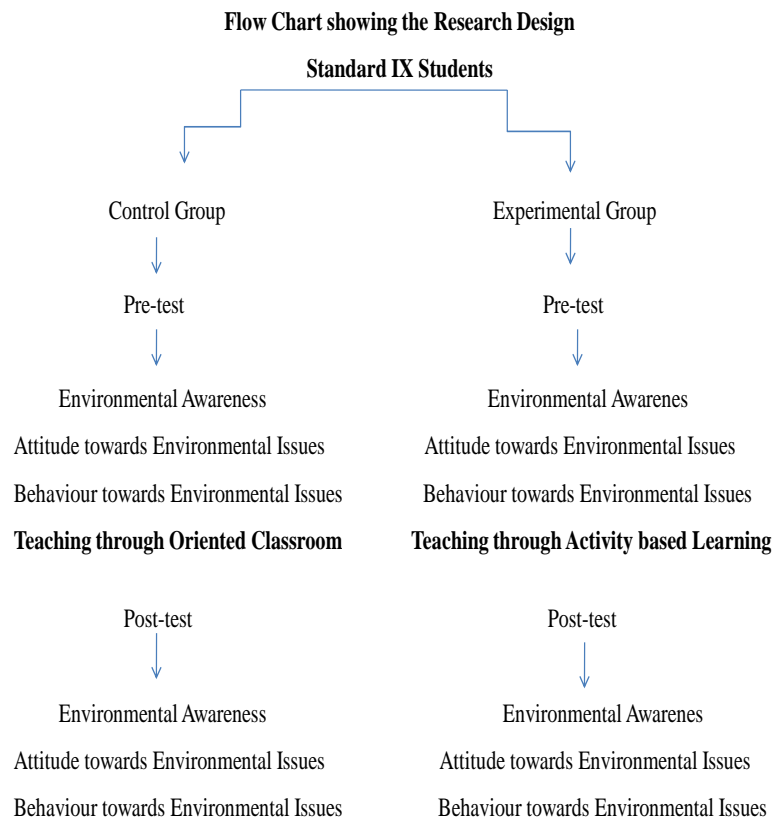 Flow Chart showing the Research Design
Standard IX Students
Control Group Experimental Group
Pre-test Pre-test
Environmental Awareness Environmental Awarenes
Attitude towards Environmental Issues Attitude towards Environmental Issues
Behaviour towards Environmental Issues Behaviour towards Environmental Issues
Teaching through Oriented Classroom Teaching through Activity based Learning
Post-test Post-test
Environmental Awareness Environmental Awarenes
Attitude towards Environmental Issues Attitude towards Environmental Issues
Behaviour towards Environmental Issues Behaviour towards Environmental Issues